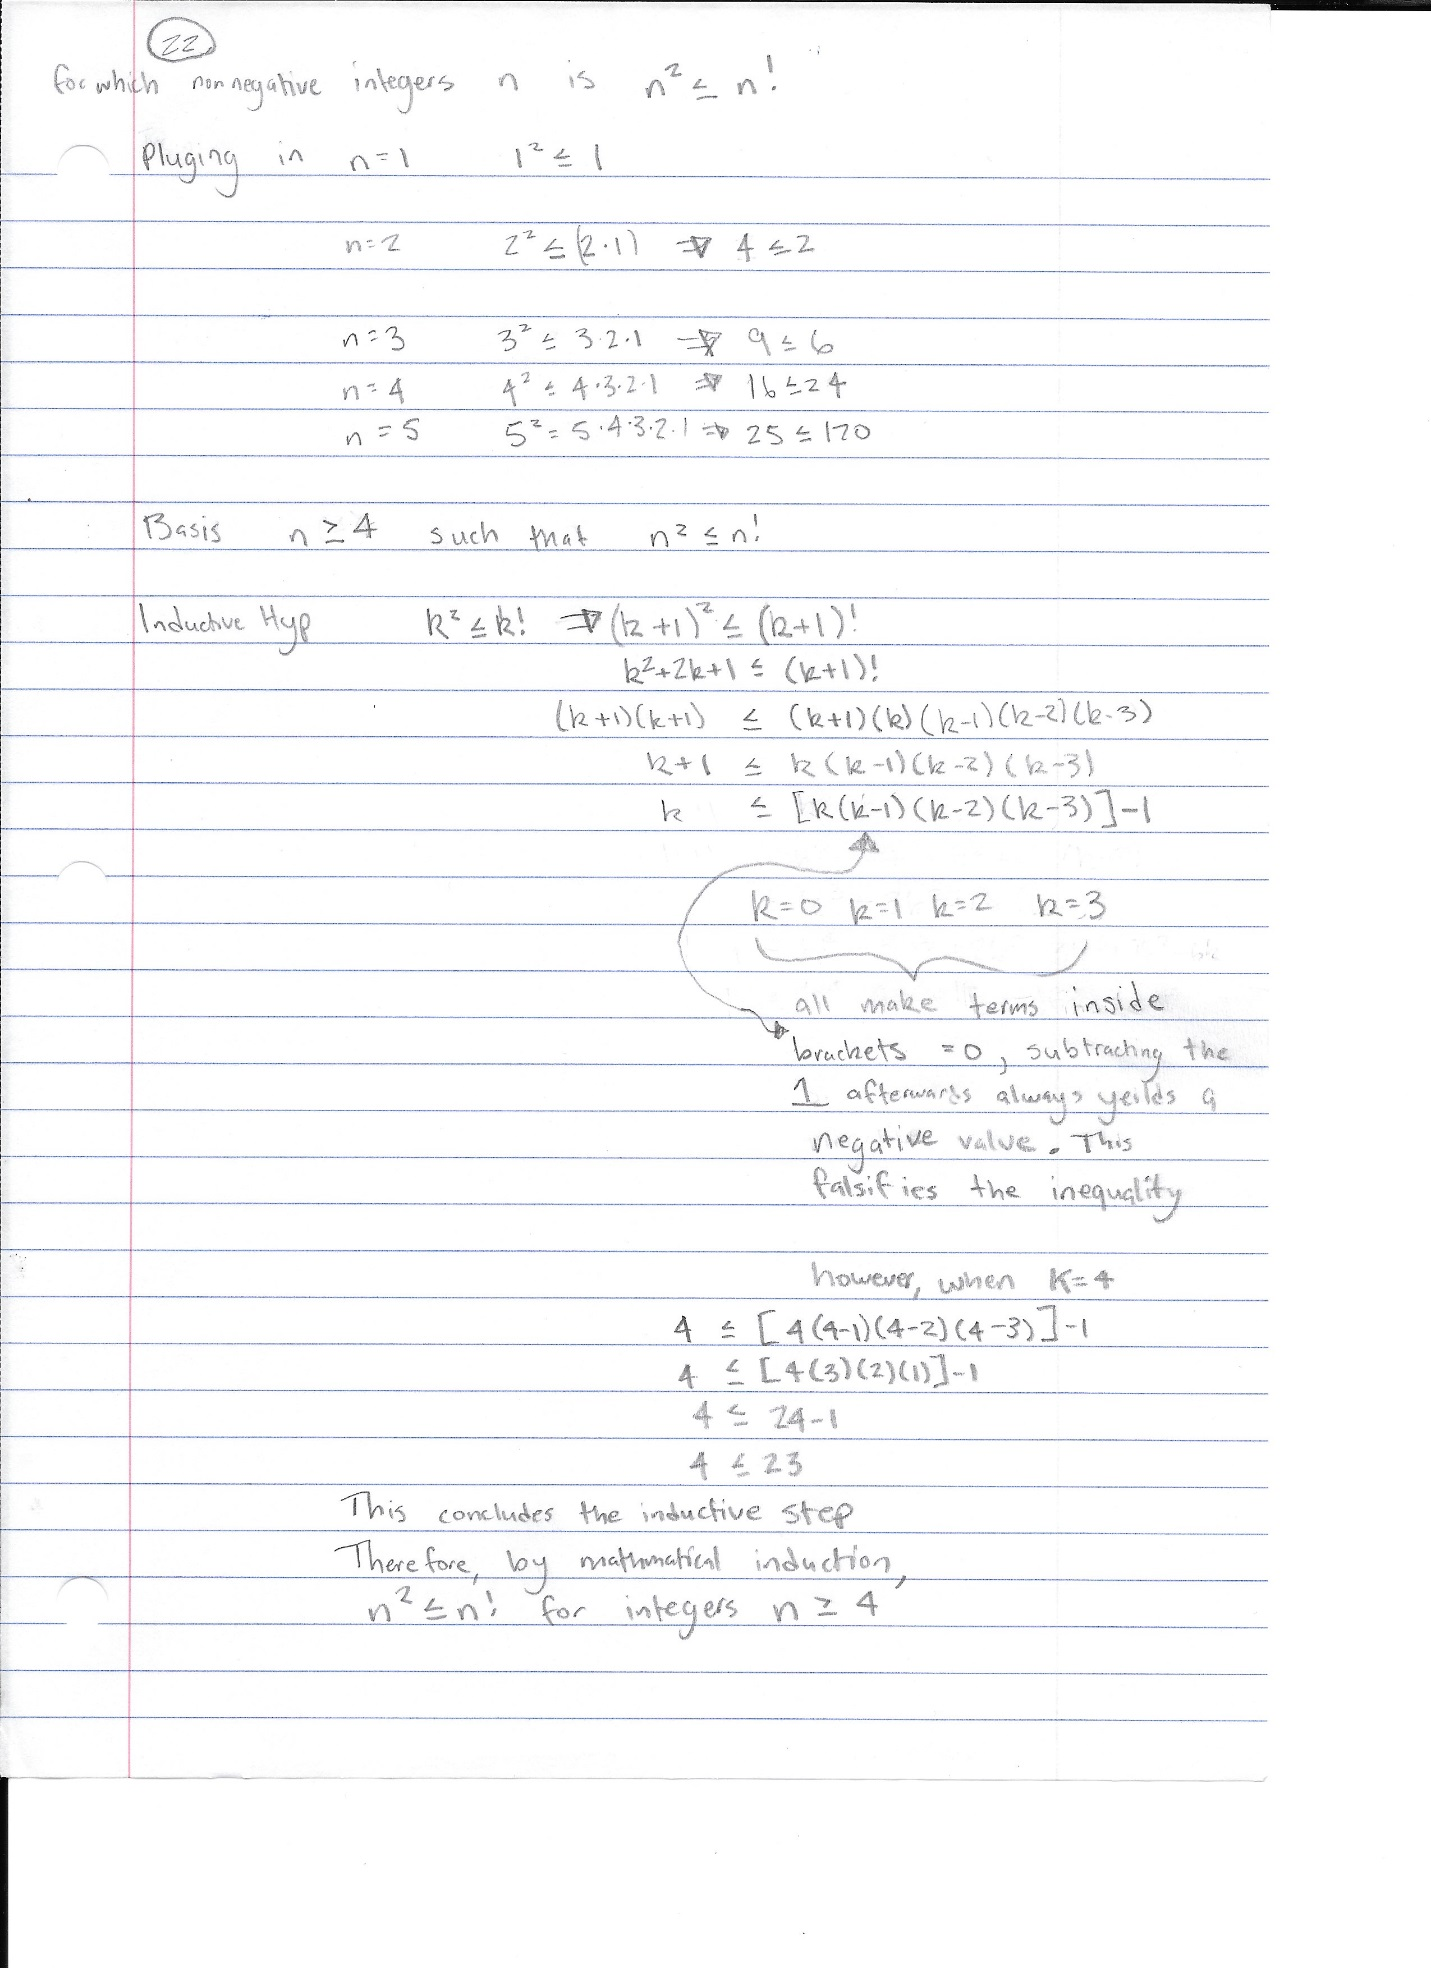 22
for which nonnegative integers n is n² ≤ n!
Pluging in n=1 1² ≤ 1
n=2 2² ≤ (2·1) ⇒ 4 ≤ 2
n=3 3² ≤ 3·2·1 ⇒ 9 ≤ 6
n=4 4² ≤ 4·3·2·1 ⇒ 16 ≤ 24
n=5 5² = 5·4·3·2·1 ⇒ 25 ≤ 120
Basis n ≥ 4 such that n² ≤ n!
Inductive Hyp k² ≤ k! ⇒ (k+1)² ≤ (k+1)!
k²+2k+1 ≤ (k+1)!
(k+1)(k+1) ≤ (k+1)(k)(k-1)(k-2)(k-3)
k+1 ≤ k(k-1)(k-2)(k-3)
k ≤ [k(k-1)(k-2)(k-3)]-1
k=0 k=1 k=2 k=3
all make terms inside
brackets =0, subtracting the
1 afterwards always yeilds a
negative value. This
falsifies the inequality
however, when K=4
4 ≤ [4(4-1)(4-2)(4-3)]-1
4 ≤ [4(3)(2)(1)]-1
4 ≤ 24-1
4 ≤ 23
This concludes the inductive step
Therefore, by mathmatical induction,
n² ≤ n! for integers n ≥ 4